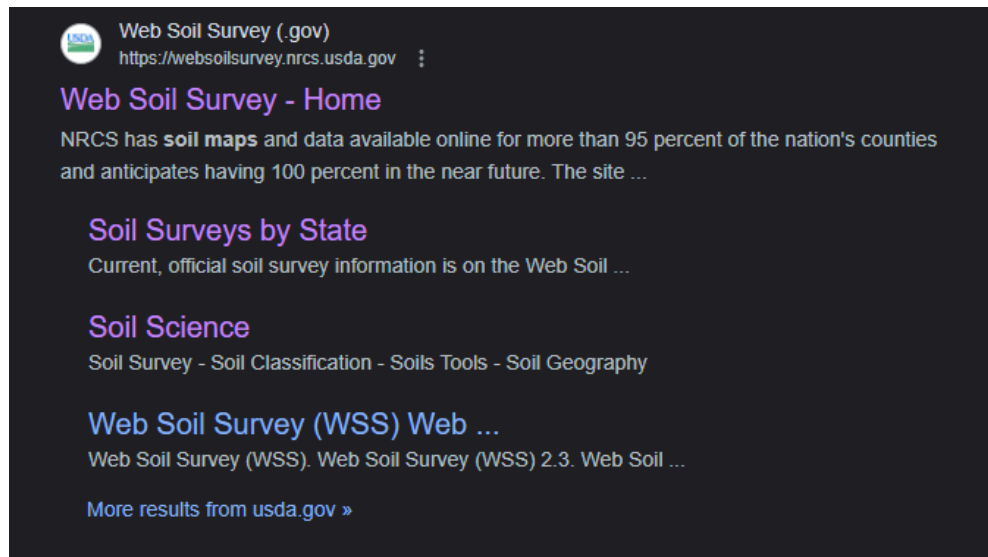 USDA
Web Soil Survey (.gov)
https://websoilsurvey.nrcs.usda.gov
Web Soil Survey - Home
NRCS has soil maps and data available online for more than 95 percent of the nation's counties
and anticipates having 100 percent in the near future. The site ...
Soil Surveys by State
Current, official soil survey information is on the Web Soil ...
Soil Science
Soil Survey - Soil Classification - Soils Tools - Soil Geography
Web Soil Survey (WSS) Web ...
Web Soil Survey (WSS). Web Soil Survey (WSS) 2.3. Web Soil ...
More results from usda.gov »